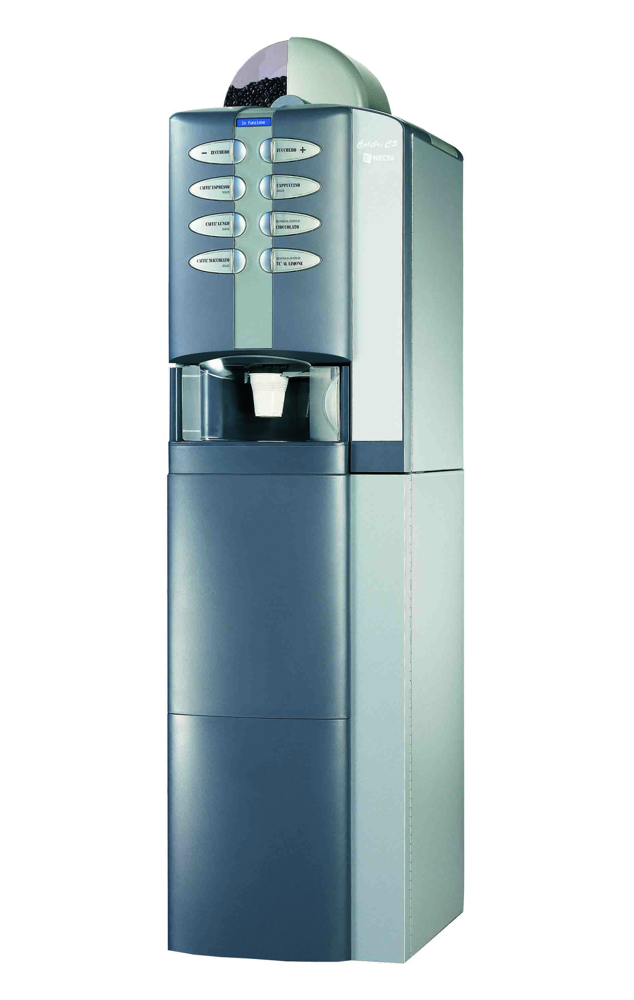 In Funzione
Colibrì C5
NECTA
− ZUCCHERO
ZUCCHERO +
CAFFE' ESPRESSO
DOLCE
CAPPUCCINO
DOLCE
CAFFE' LUNGO
DOLCE
BEVANDA AL GUSTO DI
CIOCCOLATO
CAFFE' MACCHIATO
DOLCE
BEVANDA AL GUSTO DI
TE' AL LIMONE